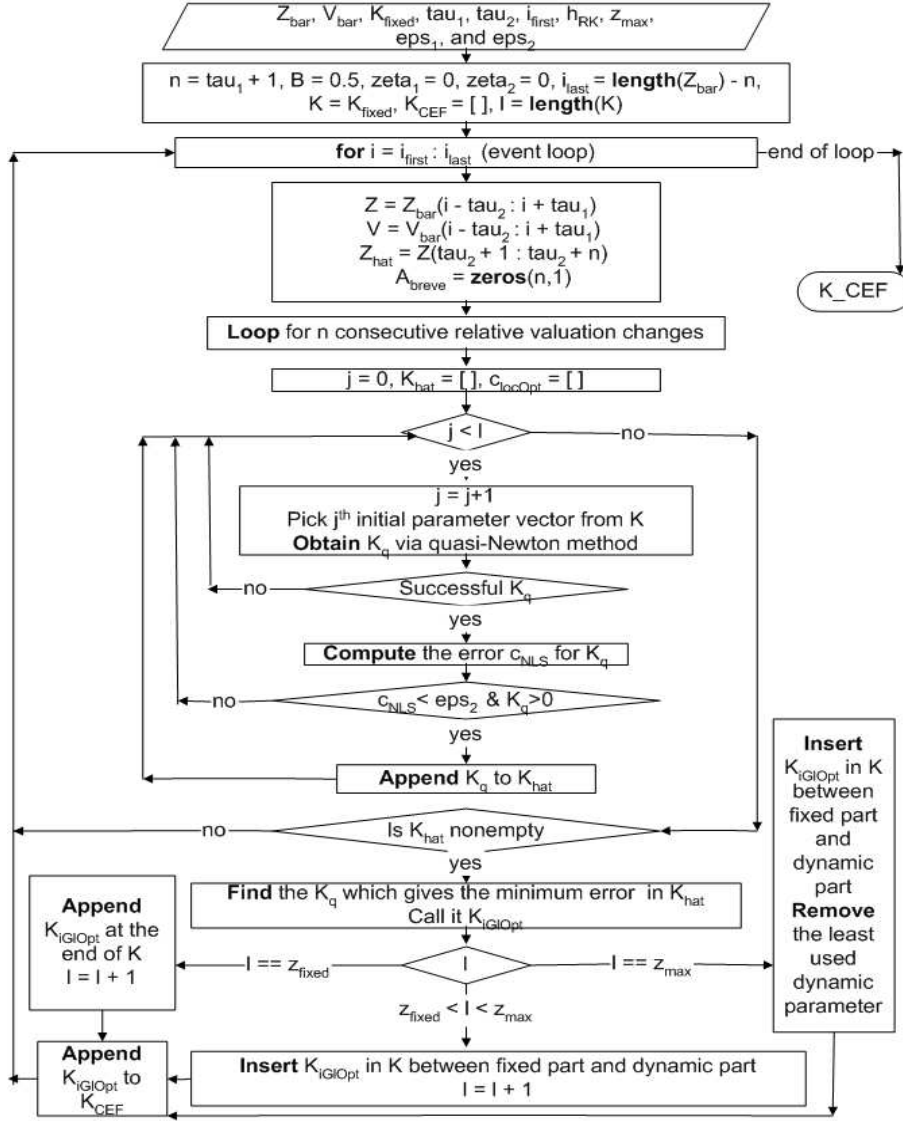 Z_bar, V_bar, K_fixed, tau_1, tau_2, i_first, h_RK, z_max,
eps_1, and eps_2
n = tau_1 + 1, B = 0.5, zeta_1 = 0, zeta_2 = 0, i_last = length(Z_bar) - n,
K = K_fixed, K_CEF = [ ], l = length(K)
for i = i_first : i_last (event loop)
end of loop
K_CEF
Z = Z_bar(i - tau_2 : i + tau_1)
V = V_bar(i - tau_2 : i + tau_1)
Z_hat = Z(tau_2 + 1 : tau_2 + n)
A_breve = zeros(n,1)
Loop for n consecutive relative valuation changes
j = 0, K_hat = [ ], c_locOpt = [ ]
j < l
no
yes
j = j+1
Pick j^th initial parameter vector from K
Obtain K_q via quasi-Newton method
Successful K_q
no
yes
Compute the error c_NLS for K_q
c_NLS < eps_2 & K_q>0
no
yes
Append K_q to K_hat
Is K_hat nonempty
no
yes
Find the K_q which gives the minimum error in K_hat
Call it K_iGlOpt
l
l == z_fixed
l == z_max
z_fixed < l < z_max
Append
K_iGlOpt at the
end of K
l = l + 1
Insert
K_iGlOpt in K
between
fixed part
and
dynamic
part
Remove
the least
used
dynamic
parameter
Insert K_iGlOpt in K between fixed part and dynamic part
l = l + 1
Append
K_iGlOpt to
K_CEF